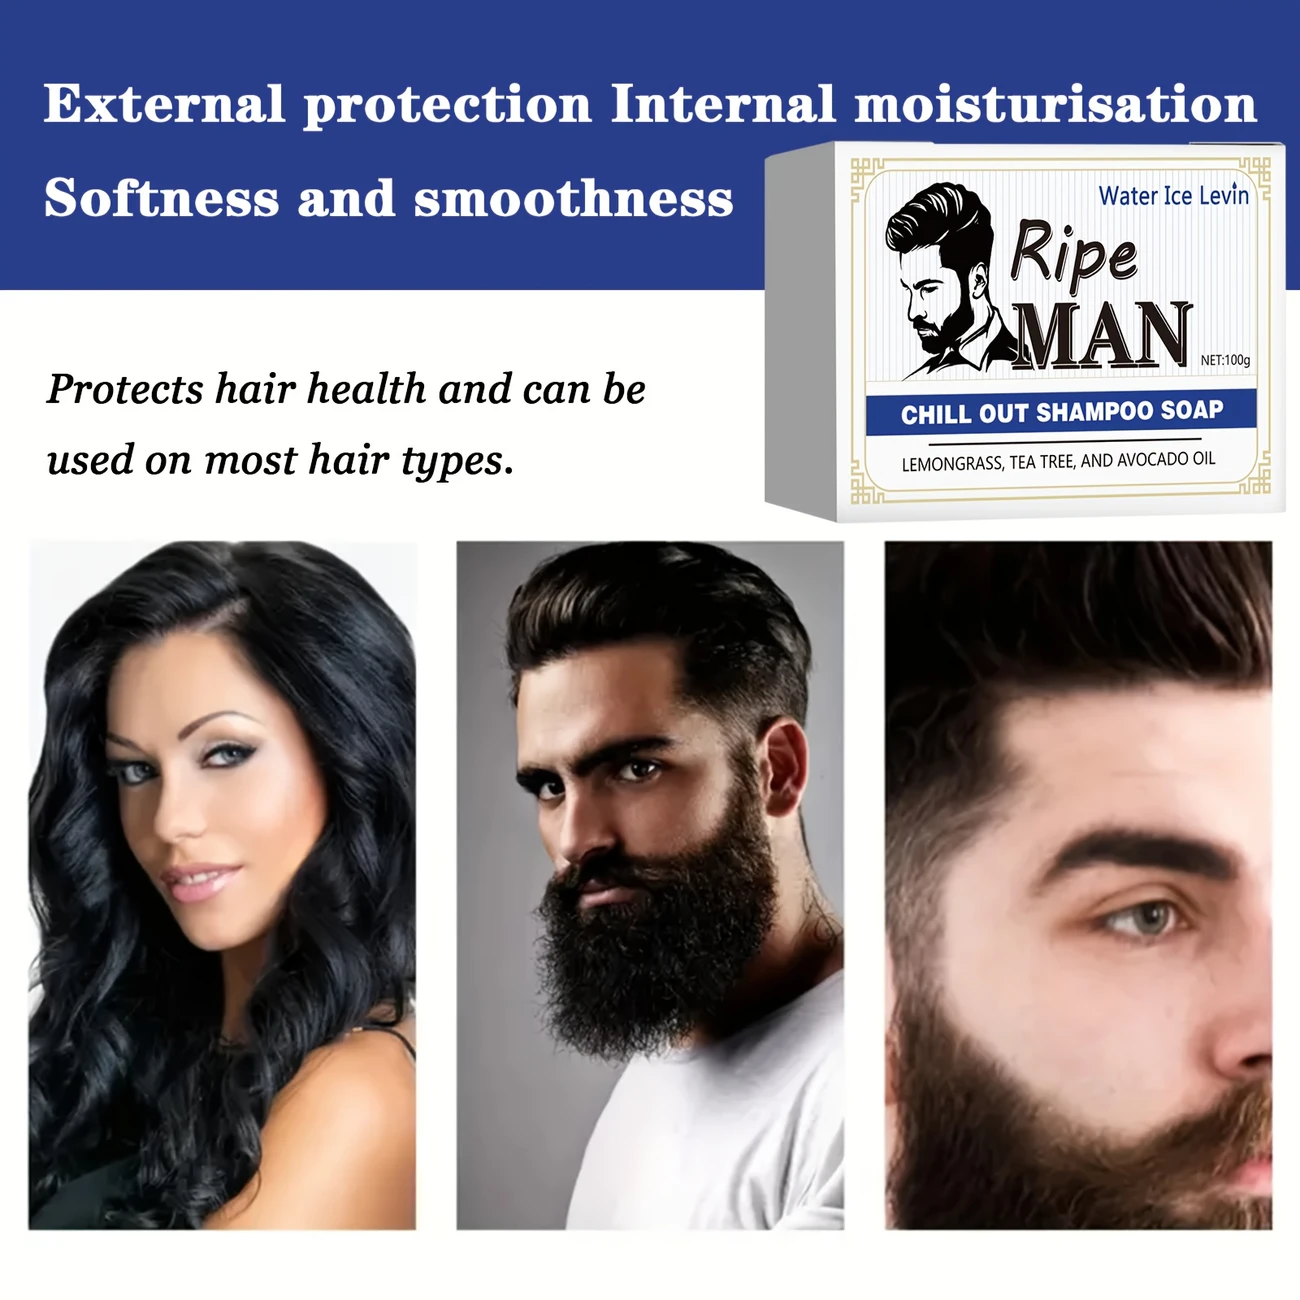 External protection Internal moisturisation
Softness and smoothness
Water Ice Levin
Ripe
MAN
NET:100g
CHILL OUT SHAMPOO SOAP
LEMONGRASS, TEA TREE, AND AVOCADO OIL
Protects hair health and can be
used on most hair types.